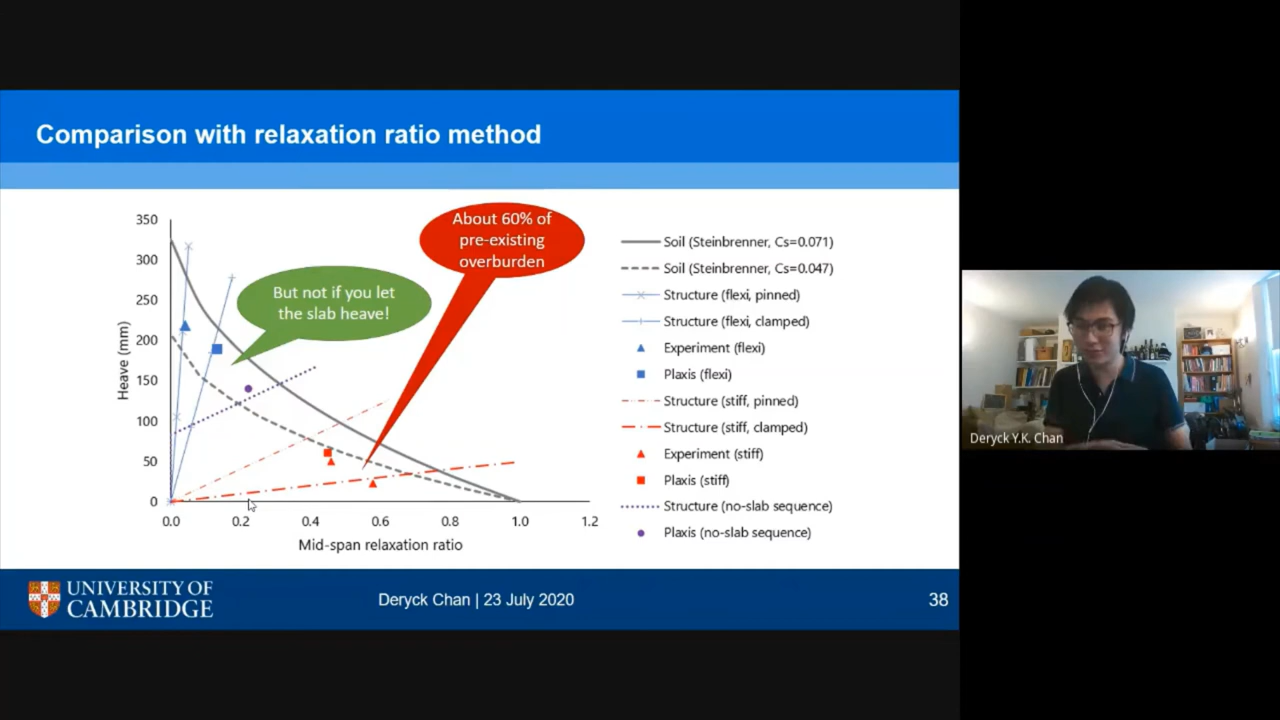 Comparison with relaxation ratio method
350
300
250
200
150
100
50
0
Heave (mm)
0.0
0.2
0.4
0.6
0.8
1.0
1.2
Mid-span relaxation ratio
But not if you let
the slab heave!
About 60% of
pre-existing
overburden
Soil (Steinbrenner, Cs=0.071)
Soil (Steinbrenner, Cs=0.047)
Structure (flexi, pinned)
Structure (flexi, clamped)
Experiment (flexi)
Plaxis (flexi)
Structure (stiff, pinned)
Structure (stiff, clamped)
Experiment (stiff)
Plaxis (stiff)
Structure (no-slab sequence)
Plaxis (no-slab sequence)
Deryck Y.K. Chan
UNIVERSITY OF
CAMBRIDGE
Deryck Chan | 23 July 2020
38